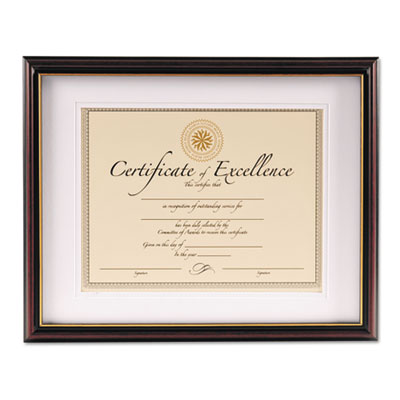 Certificate of Excellence
This certifies that
in recognition of outstanding service for
has been duly selected by the
Committee of Awards to receive this certificate
Given on this day of
in the year
Signature Signature